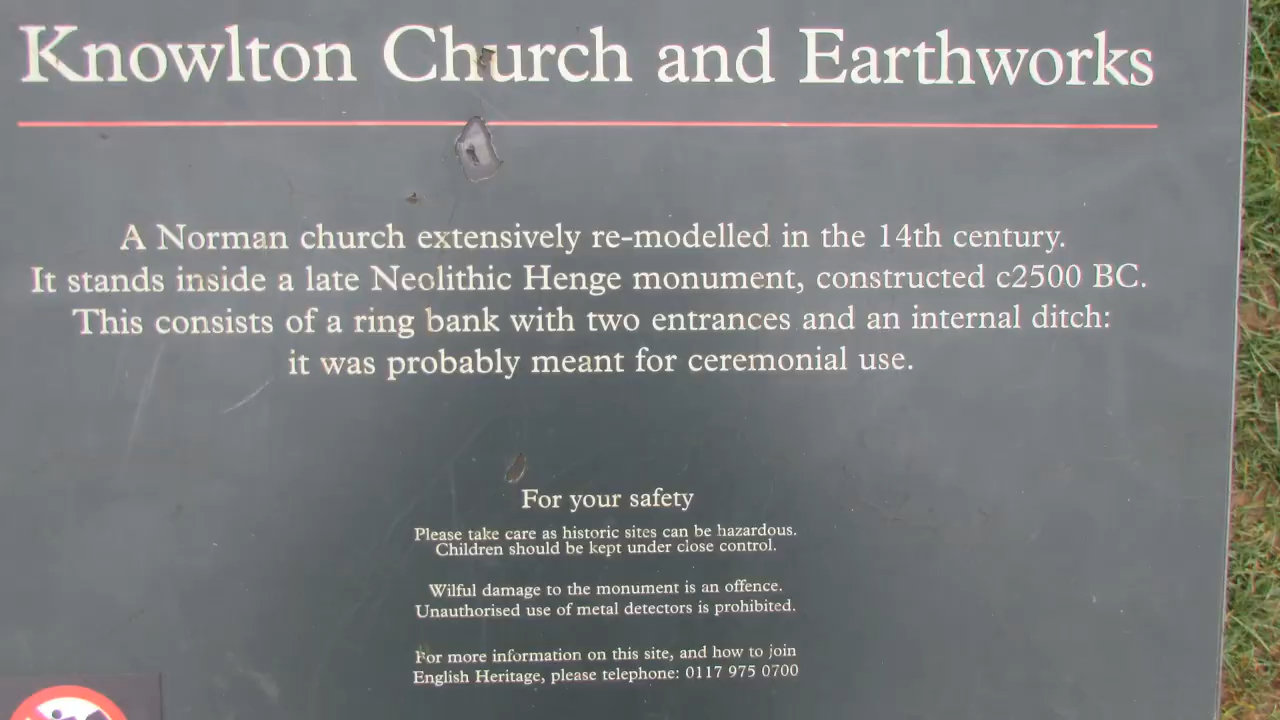 Knowlton Church and Earthworks
A Norman church extensively re-modelled in the 14th century.
It stands inside a late Neolithic Henge monument, constructed c2500 BC.
This consists of a ring bank with two entrances and an internal ditch:
it was probably meant for ceremonial use.
For your safety
Please take care as historic sites can be hazardous.
Children should be kept under close control.
Wilful damage to the monument is an offence.
Unauthorised use of metal detectors is prohibited.
For more information on this site, and how to join
English Heritage, please telephone: 0117 975 0700